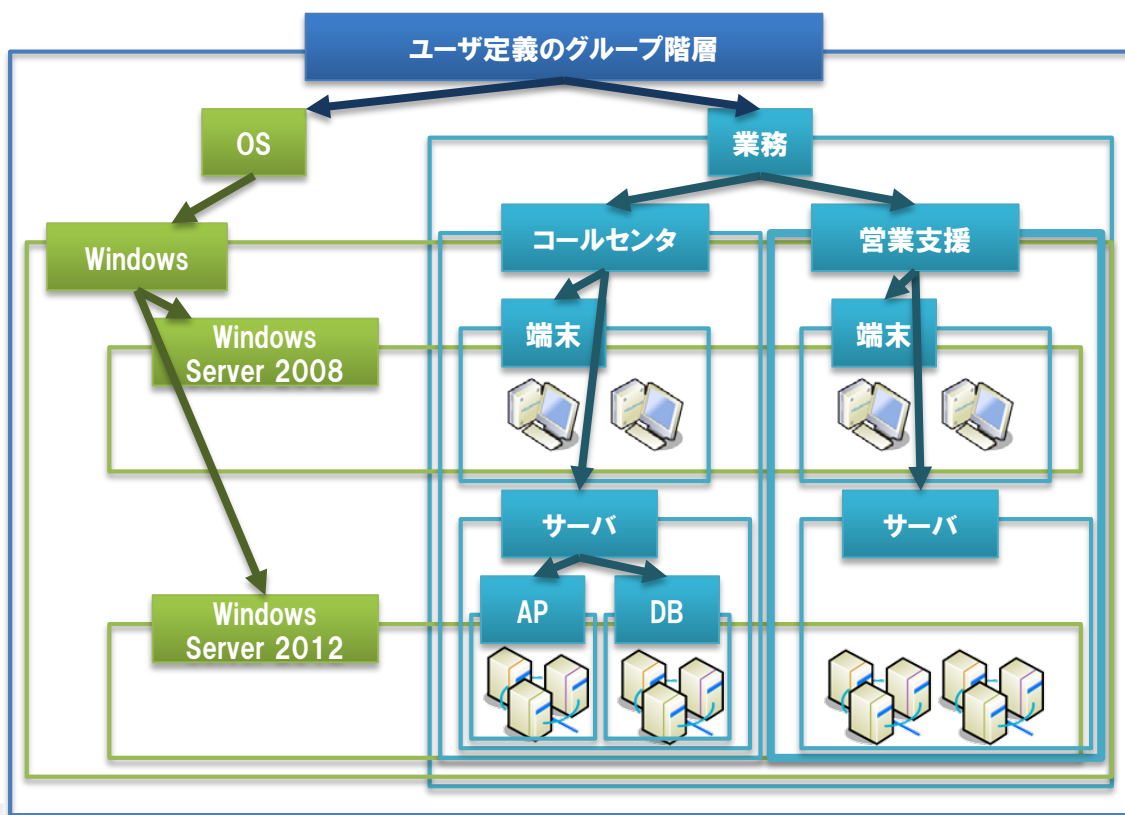 ユーザ定義のグループ階層
OS
業務
Windows
コールセンタ
営業支援
Windows
Server 2008
端末
端末
サーバ
サーバ
Windows
Server 2012
AP
DB